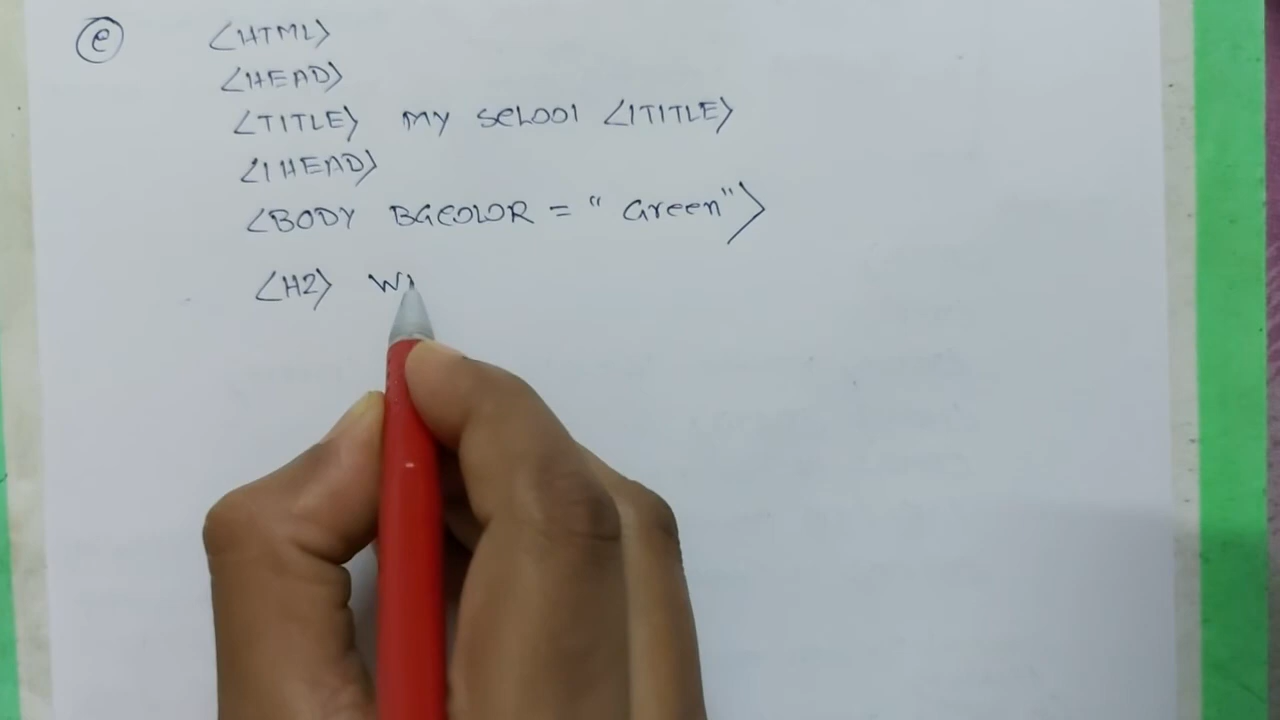 (e) <HTML>
<HEAD>
<TITLE> my school </TITLE>
</HEAD>
<BODY BGCOLOR = "Green">
<H2>